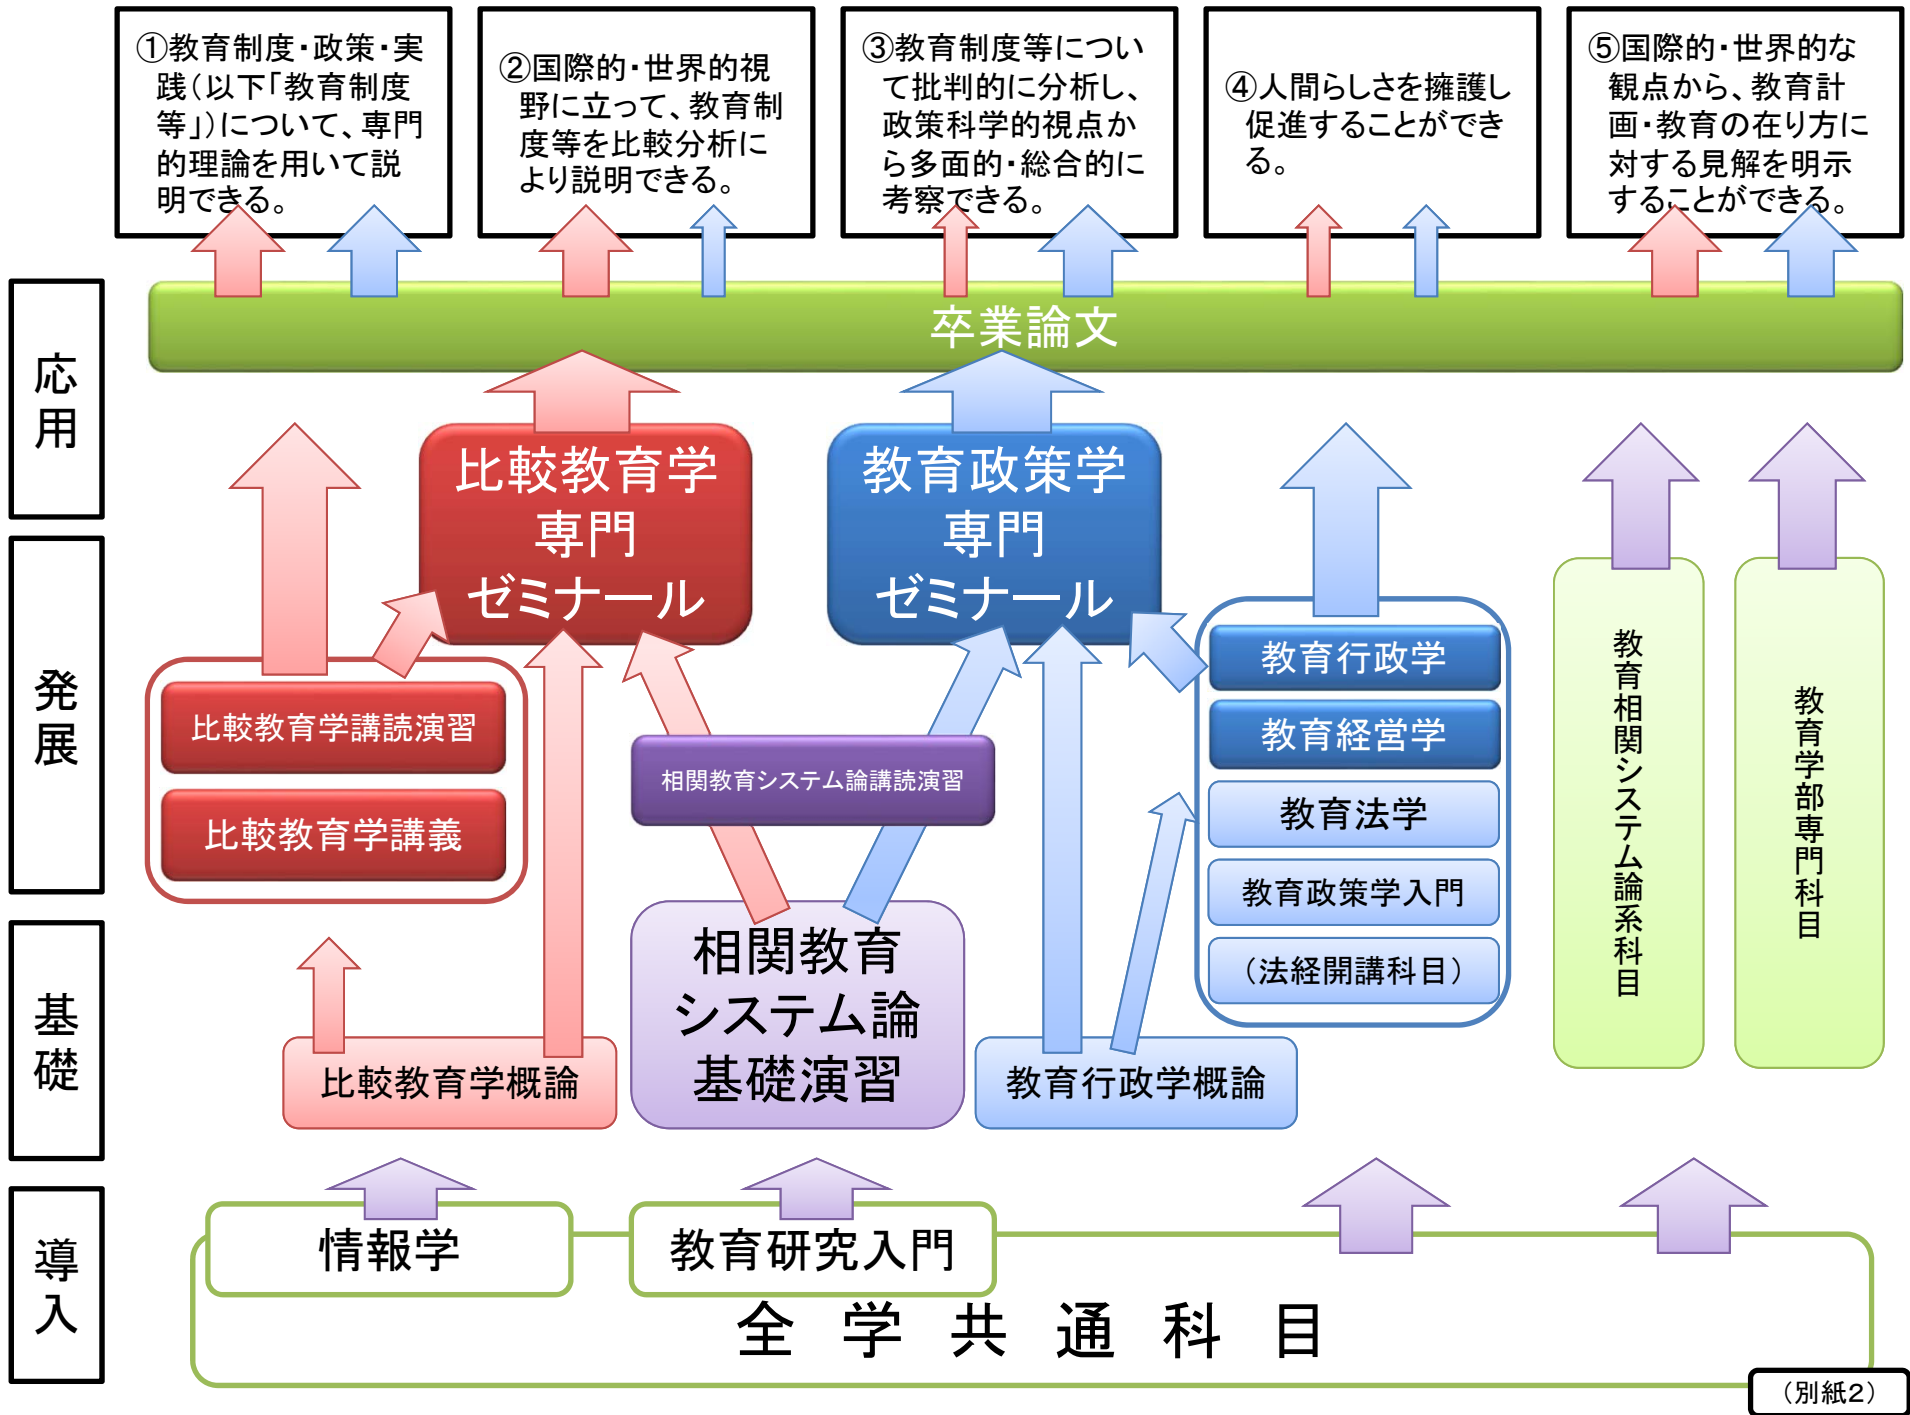 ①教育制度・政策・実
践（以下「教育制度
等」）について、専門
的理論を用いて説
明できる。
②国際的・世界的視
野に立って、教育制
度等を比較分析に
より説明できる。
③教育制度等につい
て批判的に分析し、
政策科学的視点か
ら多面的・総合的に
考察できる。
④人間らしさを擁護し
促進することができ
る。
⑤国際的・世界的な
観点から、教育計
画・教育の在り方に
対する見解を明示
することができる。
応用
卒業論文
比較教育学
専門
ゼミナール
教育政策学
専門
ゼミナール
発展
比較教育学講読演習
比較教育学講義
相関教育システム論講読演習
教育行政学
教育経営学
教育法学
教育政策学入門
（法経開講科目）
教育相関システム論系科目
教育学部専門科目
基礎
比較教育学概論
相関教育
システム論
基礎演習
教育行政学概論
導入
情報学
教育研究入門
全学共通科目
（別紙２）